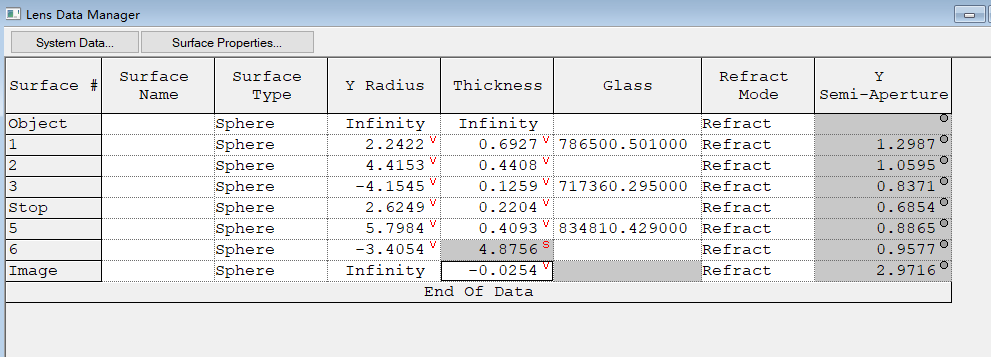 Lens Data Manager
System Data... Surface Properties...
Surface # Surface Name Surface Type Y Radius Thickness Glass Refract Mode Y Semi-Aperture
Object Sphere Infinity Infinity Refract
1 Sphere 2.2422 V 0.6927 V 786500.501000 Refract 1.2987
2 Sphere 4.4153 V 0.4408 V Refract 1.0595
3 Sphere -4.1545 V 0.1259 V 717360.295000 Refract 0.8371
Stop Sphere 2.6249 V 0.2204 V Refract 0.6854
5 Sphere 5.7984 V 0.4093 V 834810.429000 Refract 0.8865
6 Sphere -3.4054 V 4.8756 S Refract 0.9577
Image Sphere Infinity -0.0254 V Refract 2.9716
End Of Data